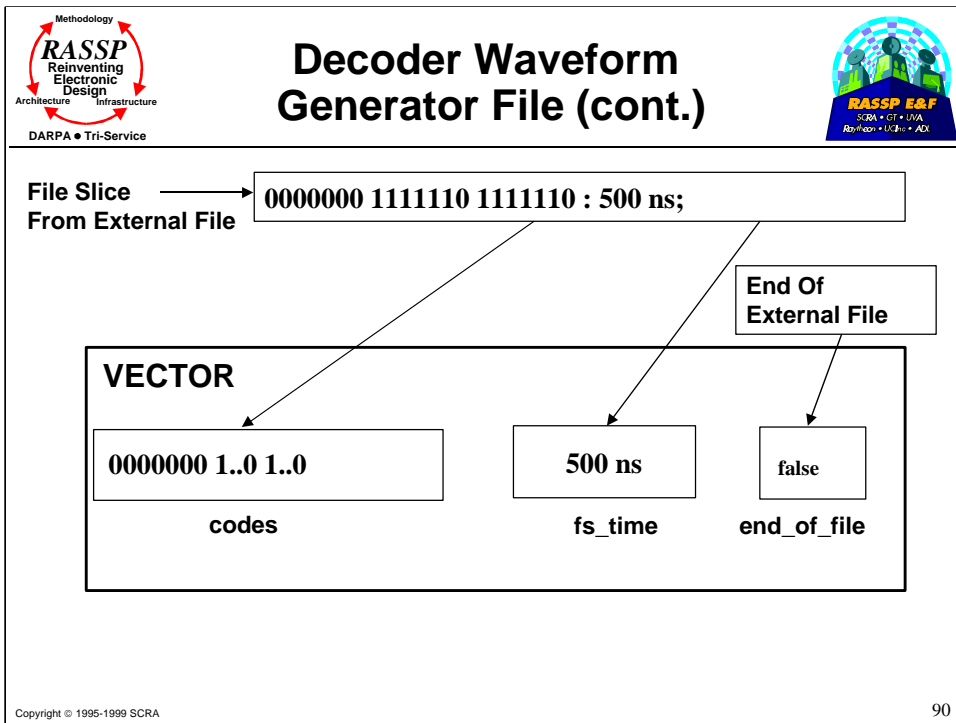 Methodology
RASSP
Reinventing
Electronic
Design
Architecture Infrastructure
DARPA ● Tri-Service
Decoder Waveform
Generator File (cont.)
RASSP E&F
SCRA • GT • UVA
Raytheon • UCinc • ADL
File Slice
From External File
0000000 1111110 1111110 : 500 ns;
End Of
External File
VECTOR
0000000 1..0 1..0
500 ns
false
codes
fs_time
end_of_file
Copyright © 1995-1999 SCRA
90